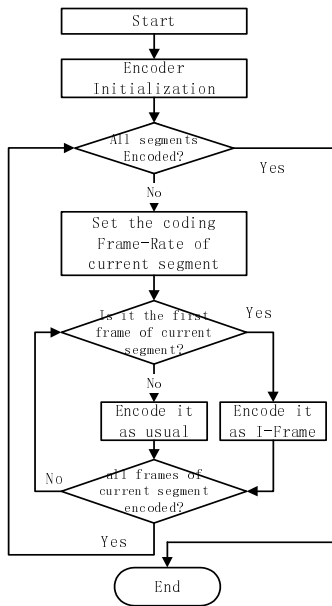 Start
Encoder
Initialization
All segments
Encoded?
Yes
No
Set the coding
Frame-Rate of
current segment
Is it the first
frame of current
segment?
Yes
No
Encode it
as usual
Encode it
as I-Frame
all frames of
current segment
encoded?
No
Yes
End